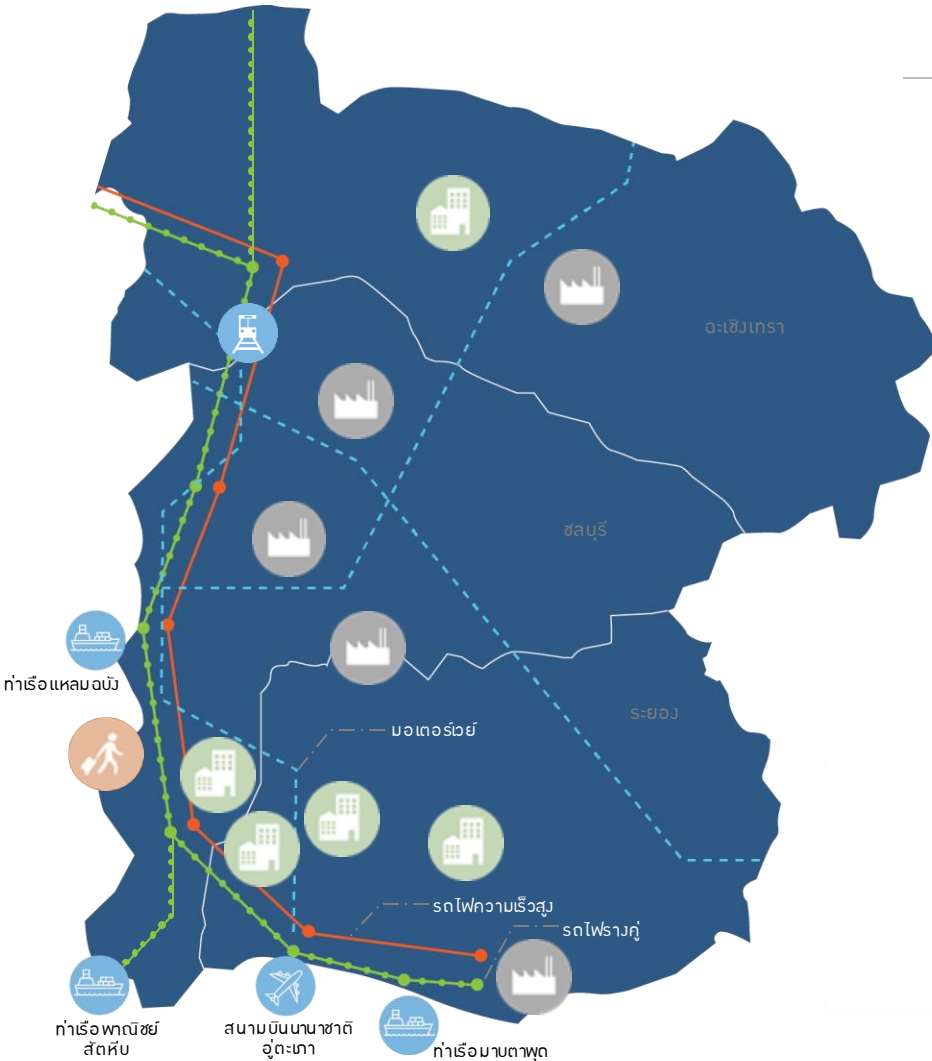 ฉะเชิงเทรา
ชลบุรี
ท่าเรือแหลมฉบัง
ระยอง
มอเตอร์เวย์
รถไฟความเร็วสูง
รถไฟรางคู่
ท่าเรือพาณิชย์
สัตหีบ
สนามบินนานาชาติ
อู่ตะเภา
ท่าเรือมาบตาพุด